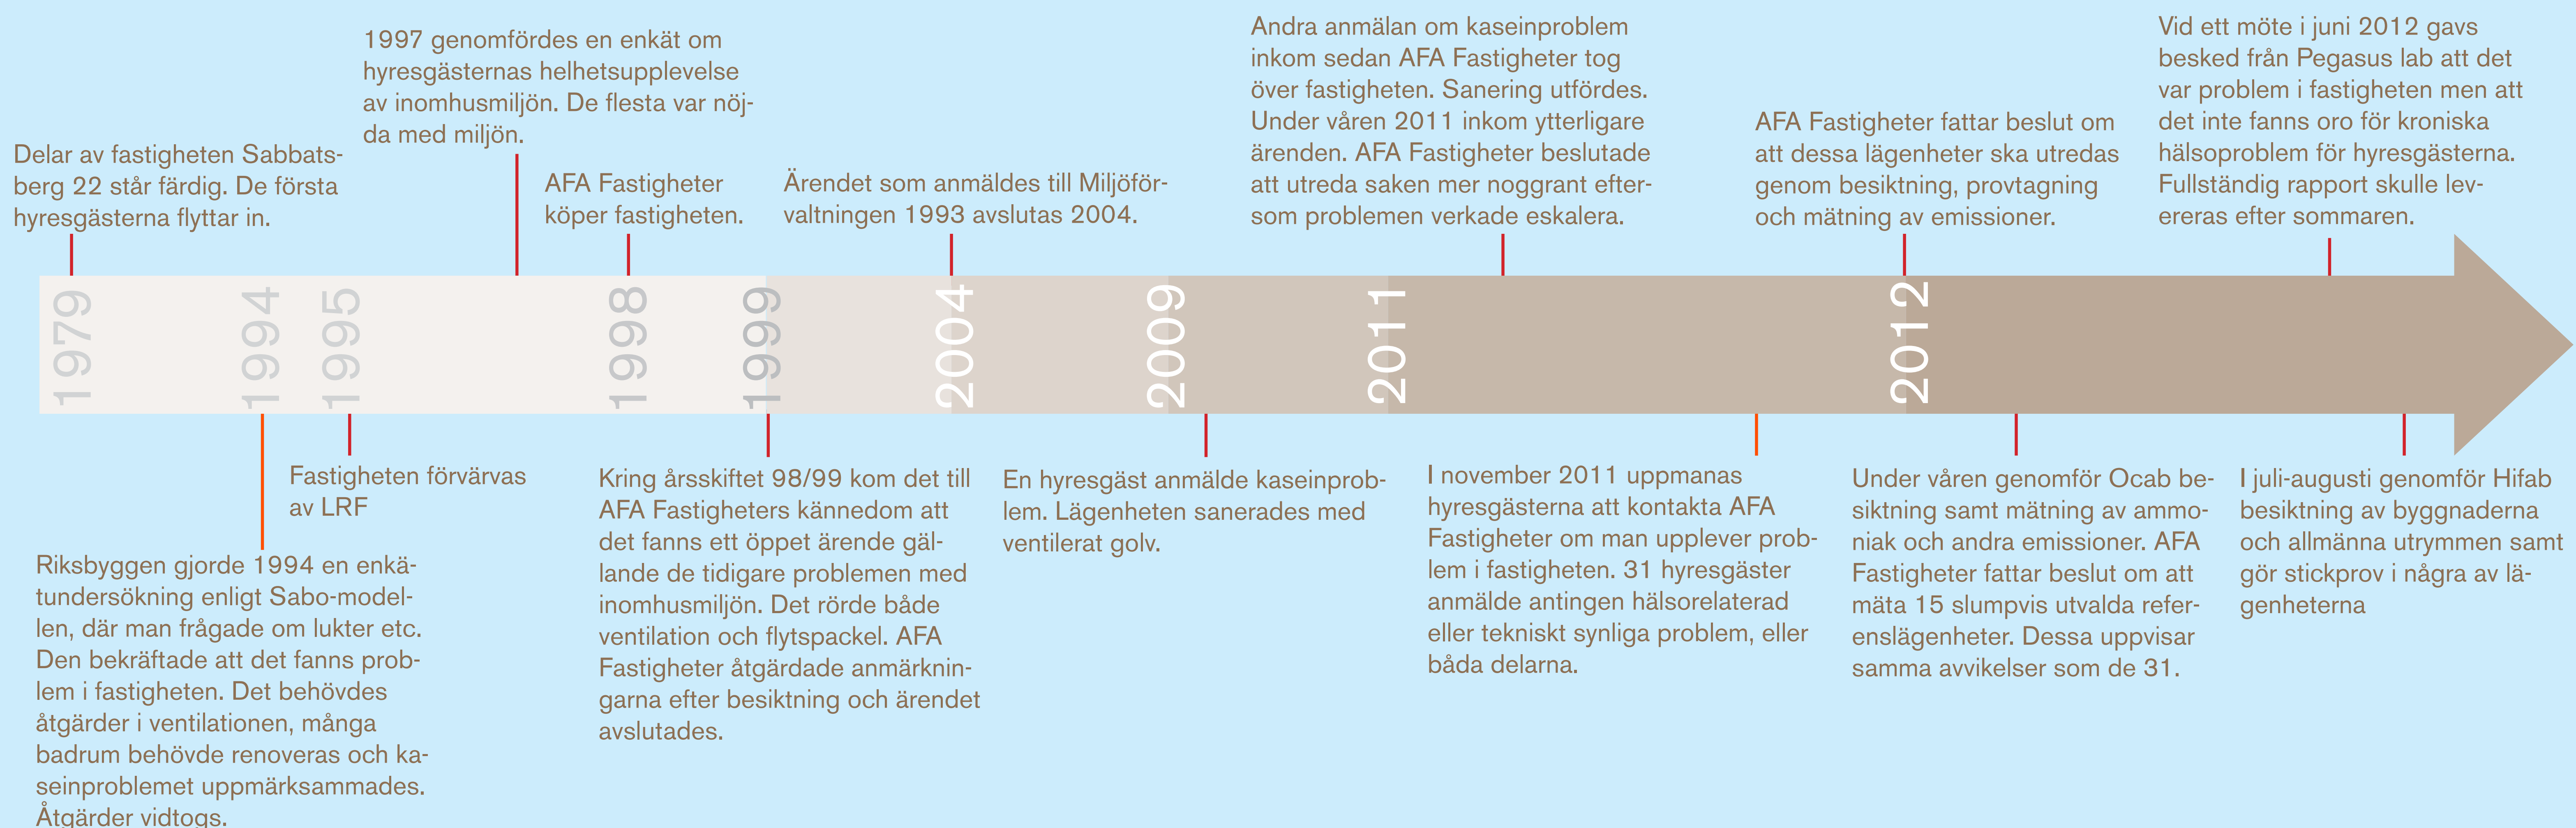 Delar av fastigheten Sabbats-
berg 22 står färdig. De första
hyresgästerna flyttar in.
1997 genomfördes en enkät om
hyresgästernas helhetsupplevelse
av inomhusmiljön. De flesta var nöj-
da med miljön.
AFA Fastigheter
köper fastigheten.
Ärendet som anmäldes till Miljöför-
valtningen 1993 avslutas 2004.
Andra anmälan om kaseinproblem
inkom sedan AFA Fastigheter tog
över fastigheten. Sanering utfördes.
Under våren 2011 inkom ytterligare
ärenden. AFA Fastigheter beslutade
att utreda saken mer noggrant efter-
som problemen verkade eskalera.
AFA Fastigheter fattar beslut om
att dessa lägenheter ska utredas
genom besiktning, provtagning
och mätning av emissioner.
Vid ett möte i juni 2012 gavs
besked från Pegasus lab att det
var problem i fastigheten men att
det inte fanns oro för kroniska
hälsoproblem för hyresgästerna.
Fullständig rapport skulle lev-
ereras efter sommaren.
1979
1994
1995
1998
1999
2004
2009
2011
2012
Riksbyggen gjorde 1994 en enkä-
tundersökning enligt Sabo-model-
len, där man frågade om lukter etc.
Den bekräftade att det fanns prob-
lem i fastigheten. Det behövdes
åtgärder i ventilationen, många
badrum behövde renoveras och ka-
seinproblemet uppmärksammades.
Åtgärder vidtogs.
Fastigheten förvärvas
av LRF
Kring årsskiftet 98/99 kom det till
AFA Fastigheters kännedom att
det fanns ett öppet ärende gäl-
lande de tidigare problemen med
inomhusmiljön. Det rörde både
ventilation och flytspackel. AFA
Fastigheter åtgärdade anmärknin-
garna efter besiktning och ärendet
avslutades.
En hyresgäst anmälde kaseinprob-
lem. Lägenheten sanerades med
ventilerat golv.
I november 2011 uppmanas
hyresgästerna att kontakta AFA
Fastigheter om man upplever prob-
lem i fastigheten. 31 hyresgäster
anmälde antingen hälsorelaterad
eller tekniskt synliga problem, eller
båda delarna.
Under våren genomför Ocab be-
siktning samt mätning av ammo-
niak och andra emissioner. AFA
Fastigheter fattar beslut om att
mäta 15 slumpvis utvalda refer-
enslägenheter. Dessa uppvisar
samma avvikelser som de 31.
I juli-augusti genomför Hifab
besiktning av byggnaderna
och allmänna utrymmen samt
gör stickprov i några av lä-
genheterna